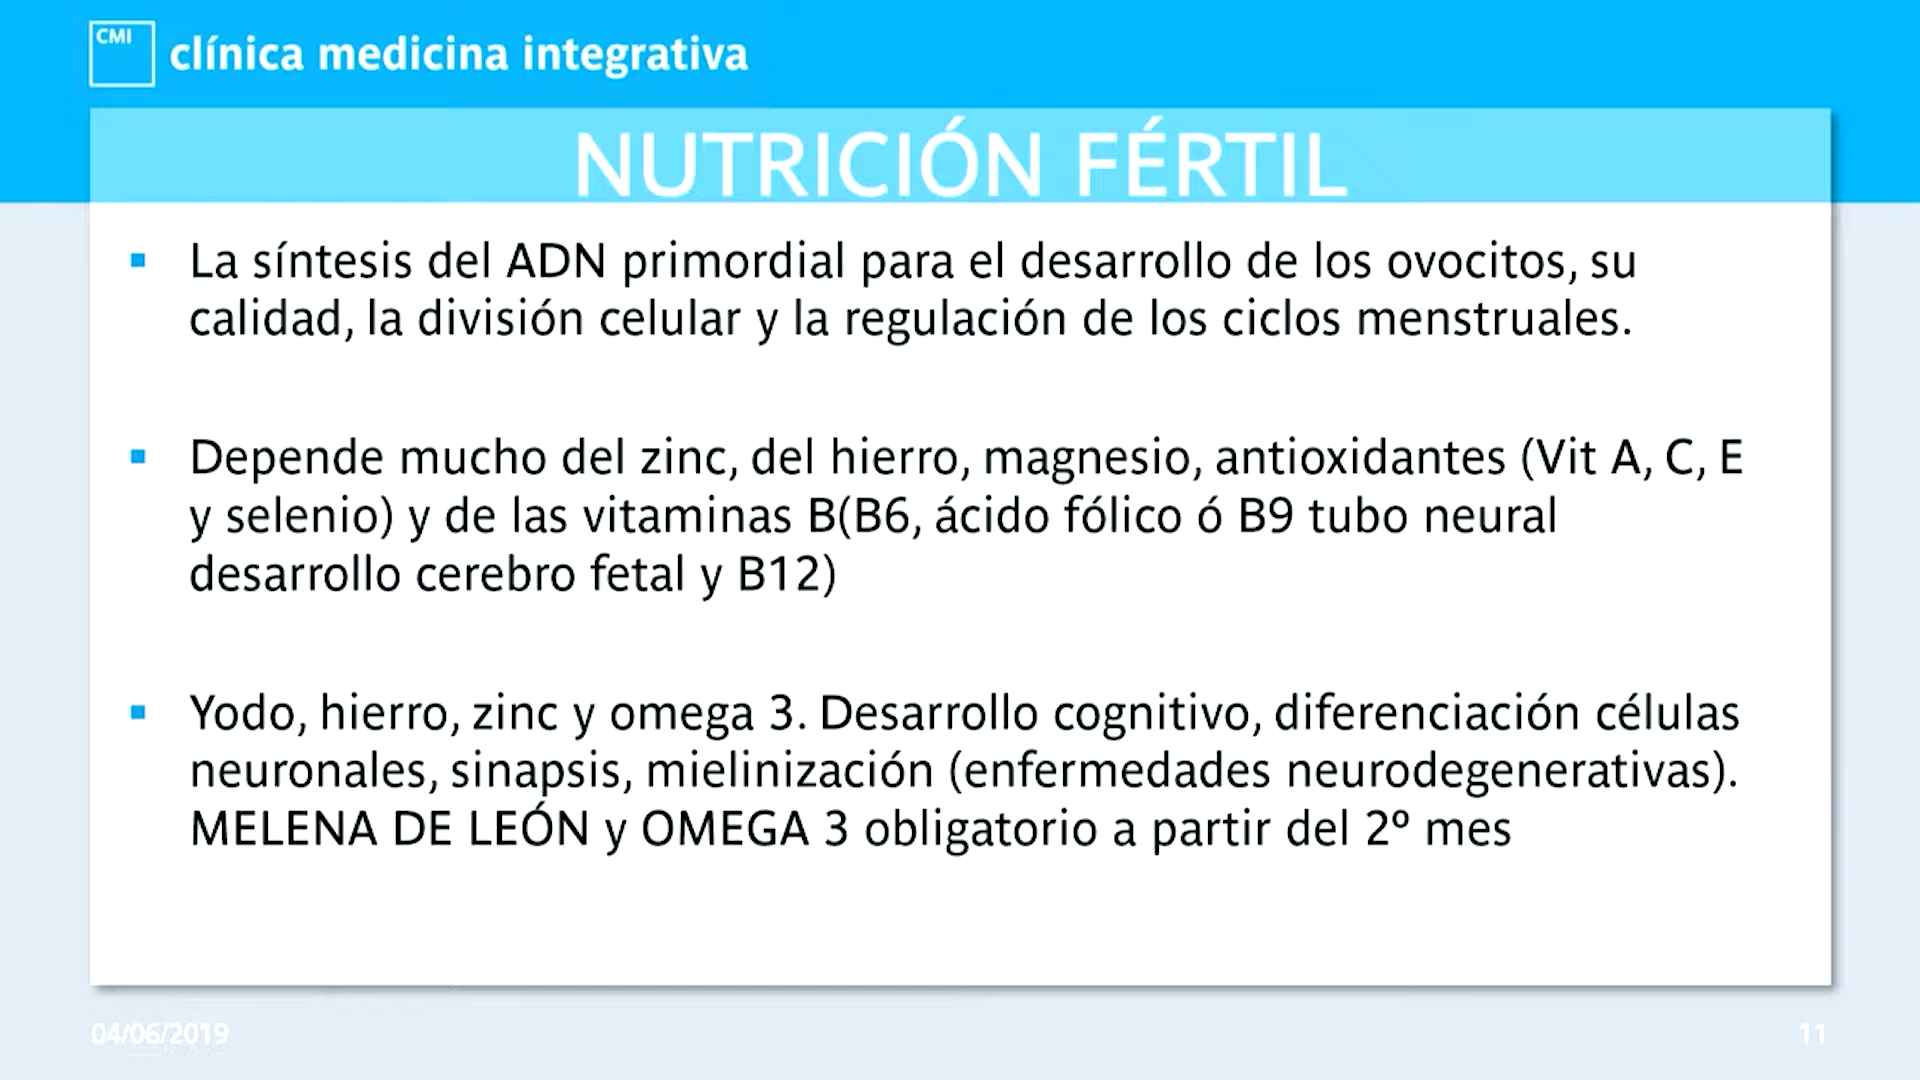 CMI
clínica medicina integrativa
NUTRICIÓN FÉRTIL
▪ La síntesis del ADN primordial para el desarrollo de los ovocitos, su
calidad, la división celular y la regulación de los ciclos menstruales.
▪ Depende mucho del zinc, del hierro, magnesio, antioxidantes (Vit A, C, E
y selenio) y de las vitaminas B(B6, ácido fólico ó B9 tubo neural
desarrollo cerebro fetal y B12)
▪ Yodo, hierro, zinc y omega 3. Desarrollo cognitivo, diferenciación células
neuronales, sinapsis, mielinización (enfermedades neurodegenerativas).
MELENA DE LEÓN y OMEGA 3 obligatorio a partir del 2º mes
04/06/2019
11